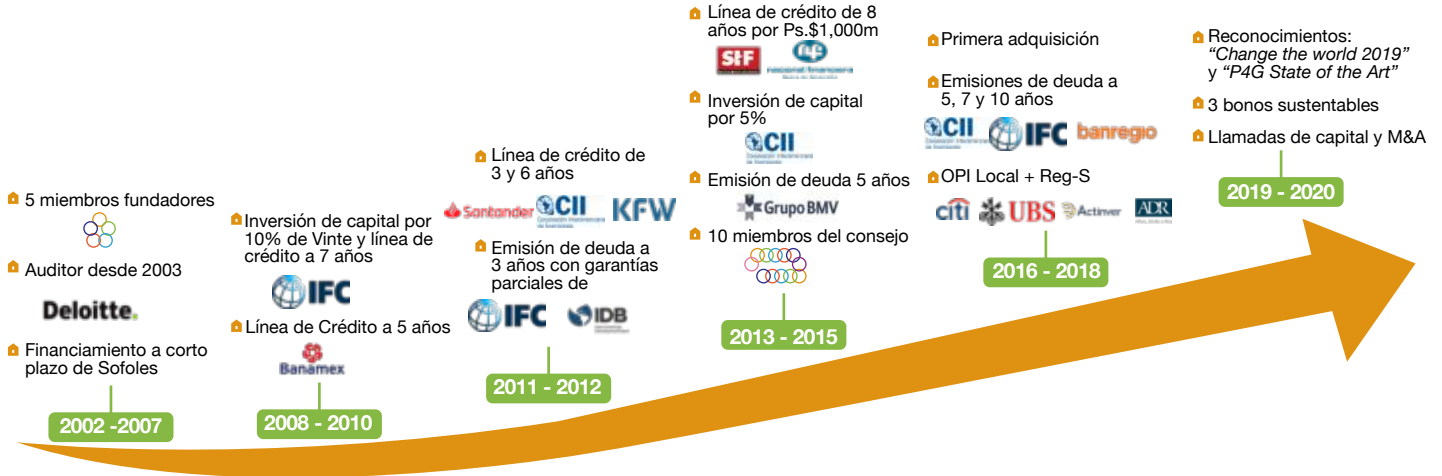 5 miembros fundadores
Auditor desde 2003
Deloitte.
Financiamiento a corto
plazo de Sofoles
2002 -2007
Inversión de capital por
10% de Vinte y línea de
crédito a 7 años
IFC
Línea de Crédito a 5 años
Banamex
2008 - 2010
Línea de crédito de
3 y 6 años
Santander
CII
KFW
Emisión de deuda a
3 años con garantías
parciales de
IFC
IDB
2011 - 2012
Línea de crédito de 8
años por Ps.$1,000m
SHF
nacional financiera
Inversión de capital
por 5%
CII
Emisión de deuda 5 años
Grupo BMV
10 miembros del consejo
2013 - 2015
Primera adquisición
Emisiones de deuda a
5, 7 y 10 años
CII
IFC
banregio
OPI Local + Reg-S
citi
UBS
Actinver
ADR
2016 - 2018
Reconocimientos:
“Change the world 2019”
y “P4G State of the Art”
3 bonos sustentables
Llamadas de capital y M&A
2019 - 2020